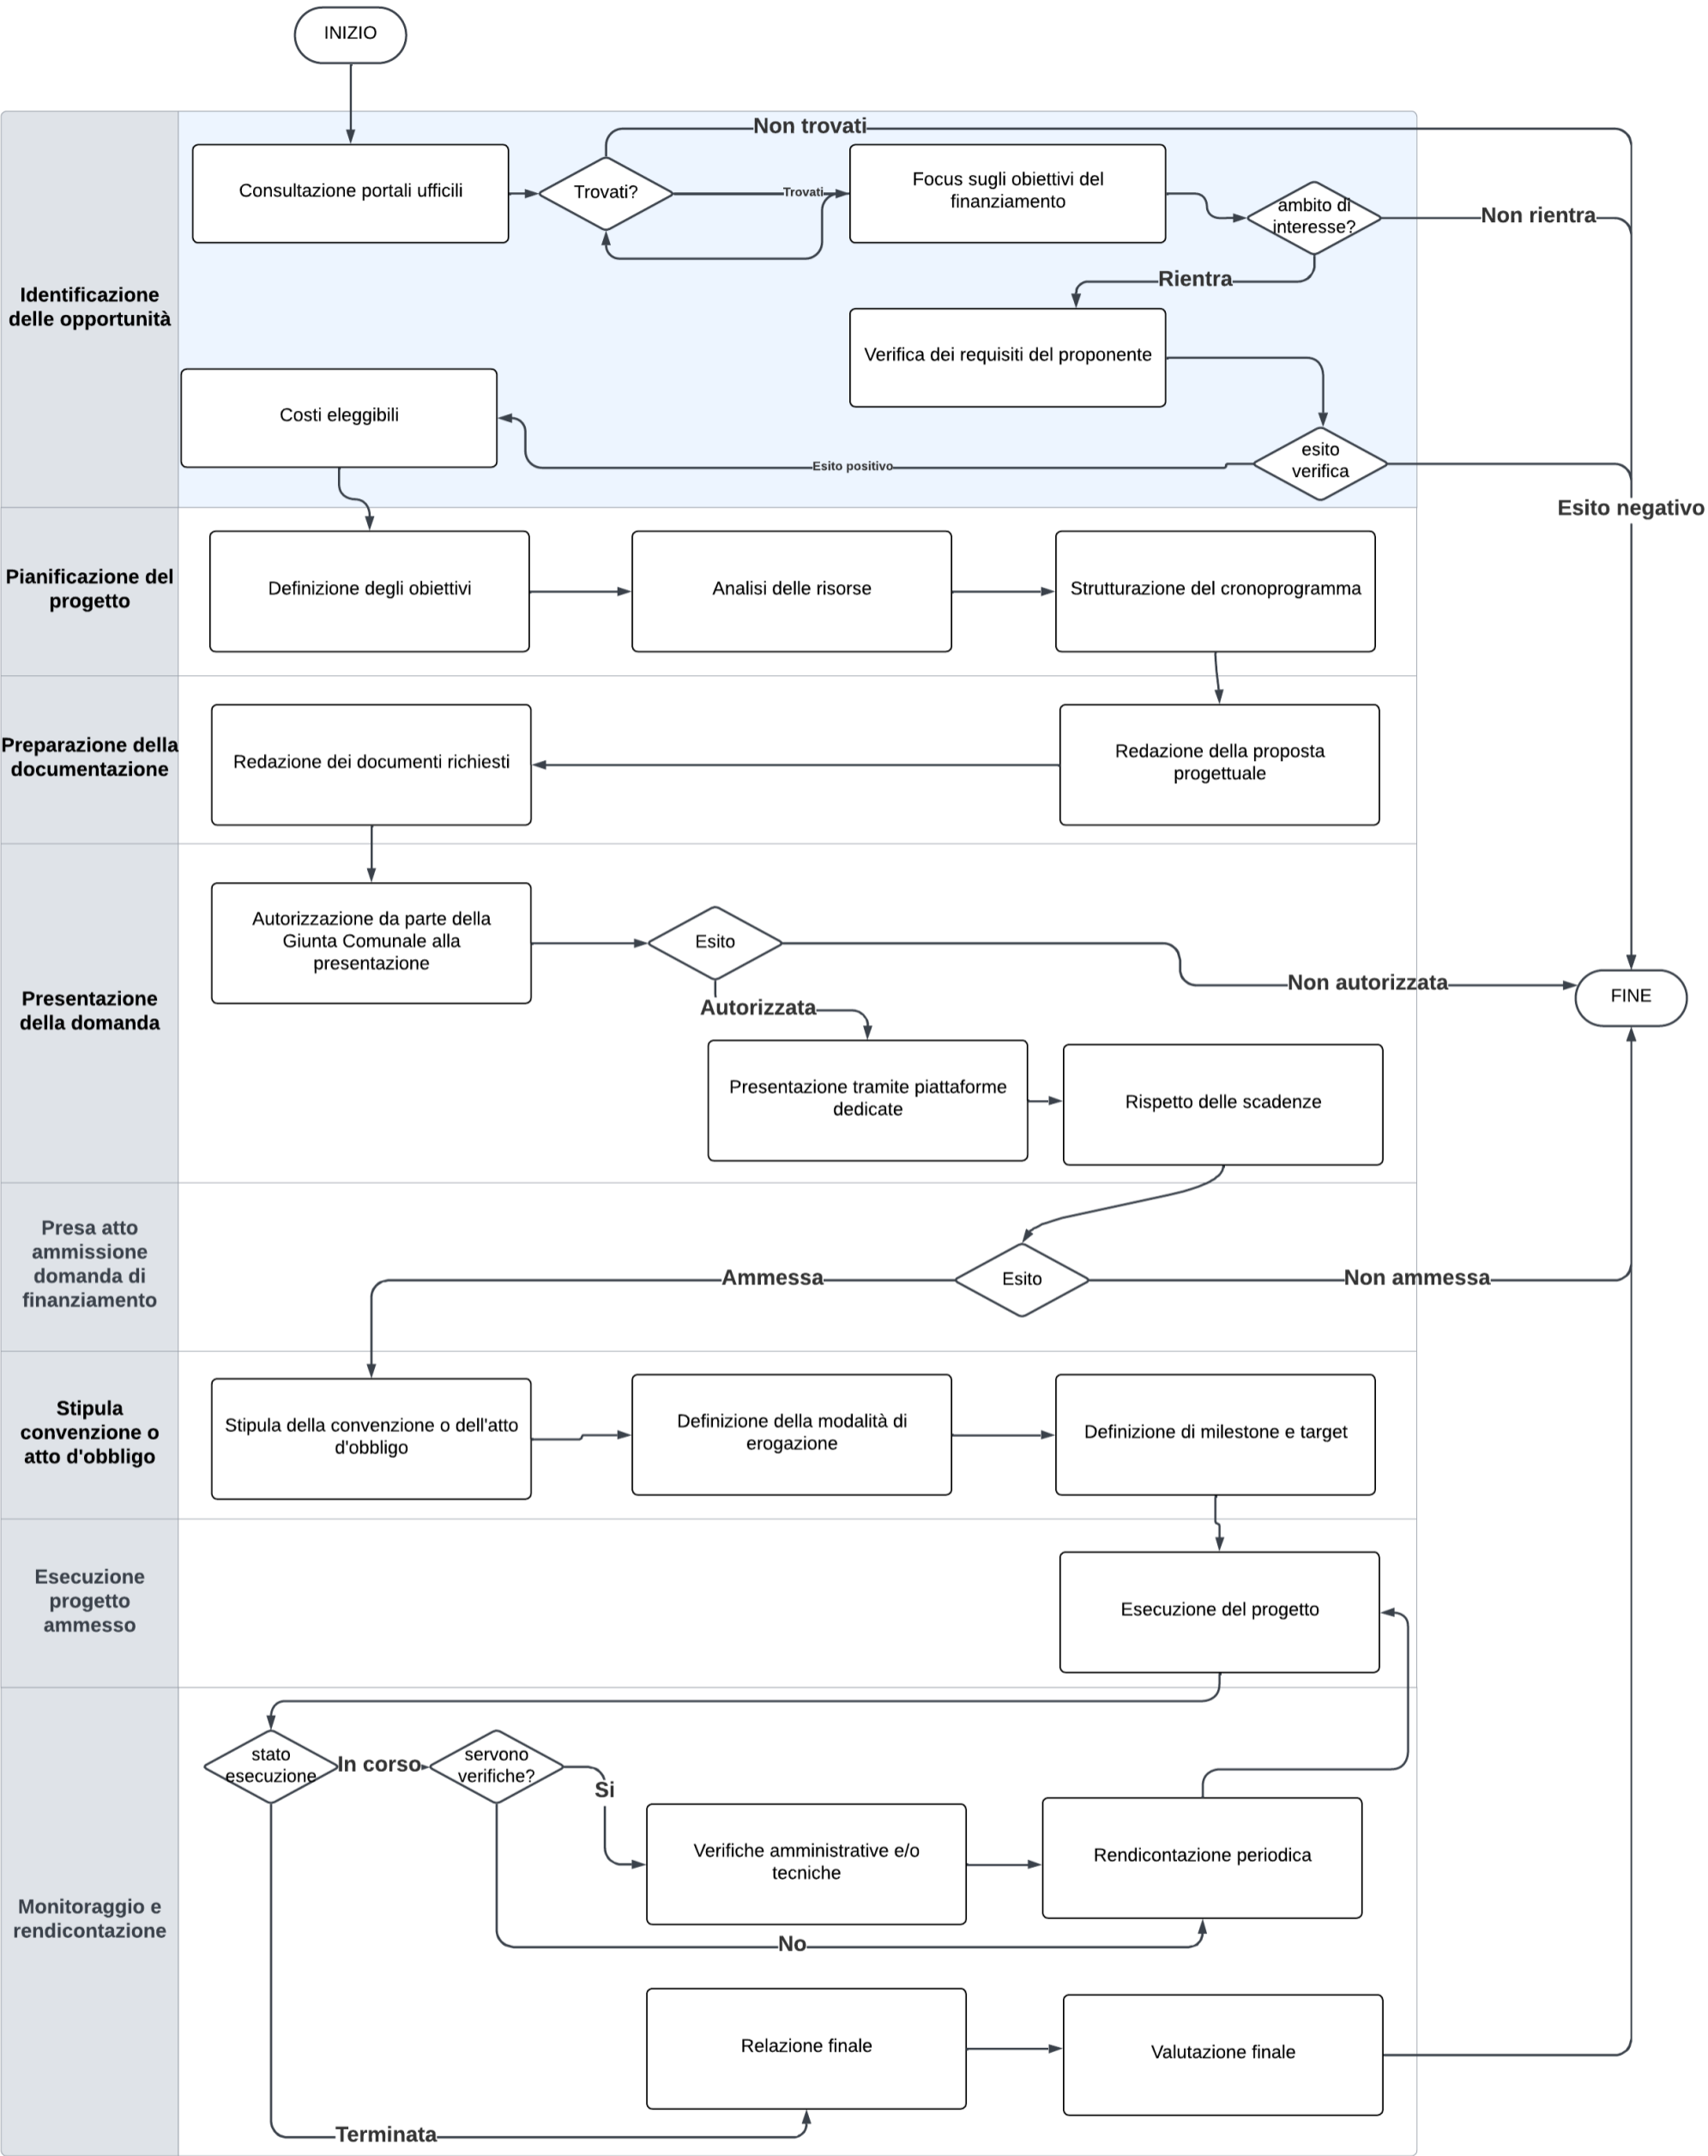 INIZIO
Non trovati
Consultazione portali ufficili
Trovati?
Trovati
Focus sugli obiettivi del
finanziamento
ambito di
interesse?
Non rientra
Rientra
Identificazione
delle opportunità
Verifica dei requisiti del proponente
Costi eleggibili
Esito positivo
esito
verifica
Esito negativo
Pianificazione del
progetto
Definizione degli obiettivi
Analisi delle risorse
Strutturazione del cronoprogramma
Preparazione della
documentazione
Redazione dei documenti richiesti
Redazione della proposta
progettuale
Presentazione
della domanda
Autorizzazione da parte della
Giunta Comunale alla
presentazione
Esito
Non autorizzata
FINE
Autorizzata
Presentazione tramite piattaforme
dedicate
Rispetto delle scadenze
Presa atto
ammissione
domanda di
finanziamento
Ammessa
Esito
Non ammessa
Stipula
convenzione o
atto d'obbligo
Stipula della convenzione o dell'atto
d'obbligo
Definizione della modalità di
erogazione
Definizione di milestone e target
Esecuzione
progetto
ammesso
Esecuzione del progetto
Monitoraggio e
rendicontazione
stato
esecuzione
In corso
servono
verifiche?
Si
Verifiche amministrative e/o
tecniche
Rendicontazione periodica
No
Relazione finale
Valutazione finale
Terminata